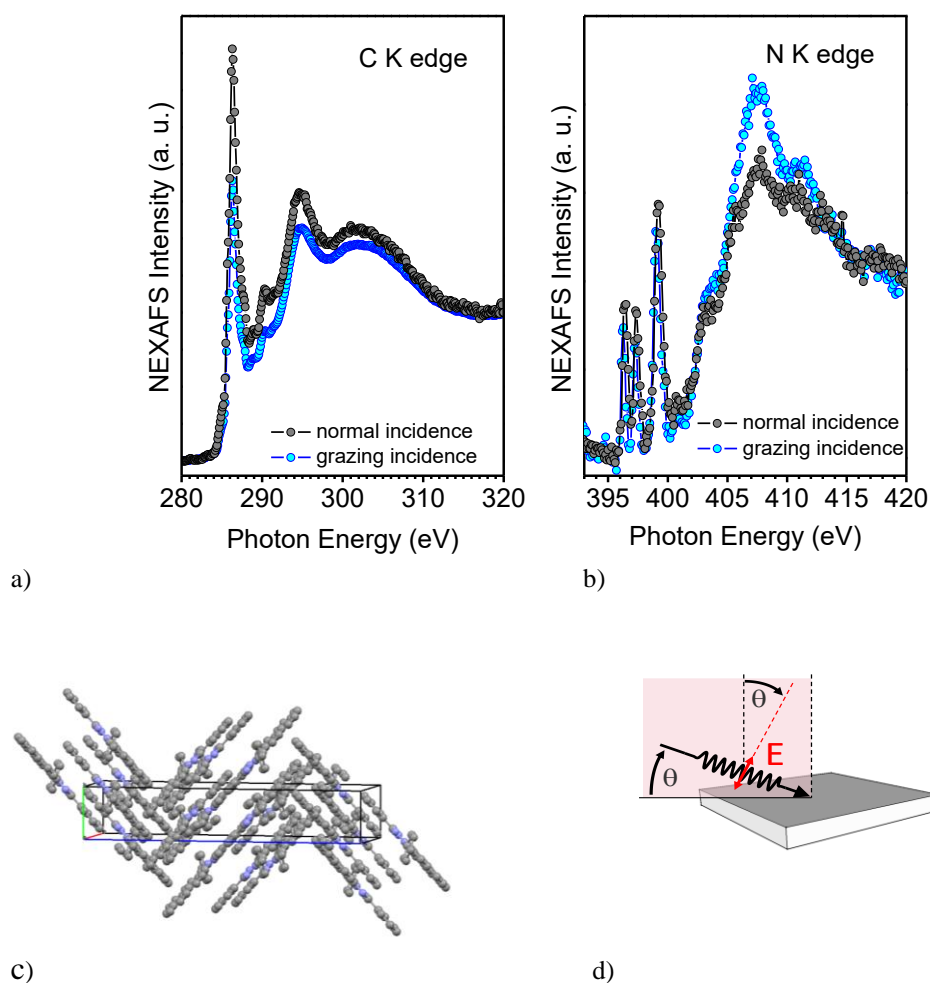 C K edge
NEXAFS Intensity (a. u.)
normal incidence
grazing incidence
280 290 300 310 320
Photon Energy (eV)
a)
N K edge
NEXAFS Intensity (a. u.)
normal incidence
grazing incidence
395 400 405 410 415 420
Photon Energy (eV)
b)
c)
θ
θ
E
d)